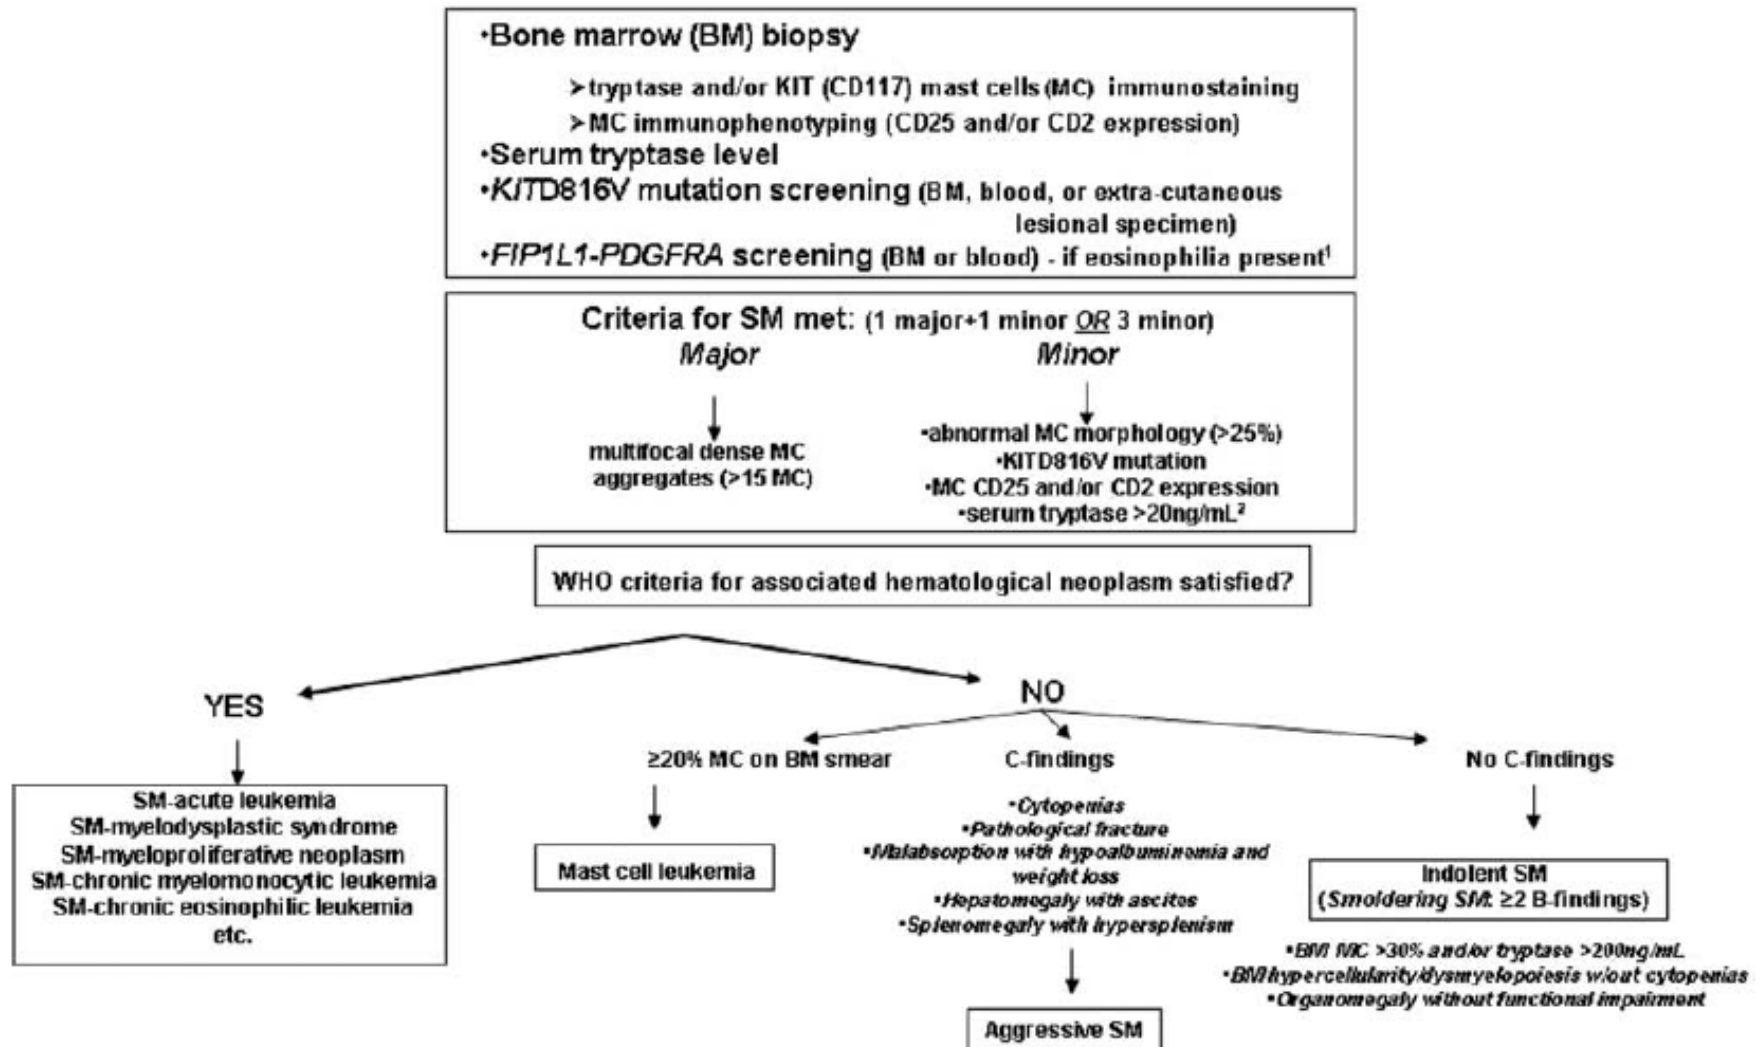 •Bone marrow (BM) biopsy
➢tryptase and/or KIT (CD117) mast cells (MC) immunostaining
➢MC immunophenotyping (CD25 and/or CD2 expression)
•Serum tryptase level
•KITD816V mutation screening (BM, blood, or extra-cutaneous
lesional specimen)
•FIP1L1-PDGFRA screening (BM or blood) - if eosinophilia present¹
Criteria for SM met: (1 major+1 minor OR 3 minor)
Major
Minor
multifocal dense MC
aggregates (>15 MC)
•abnormal MC morphology (>25%)
•KITD816V mutation
•MC CD25 and/or CD2 expression
•serum tryptase >20ng/mL²
WHO criteria for associated hematological neoplasm satisfied?
YES
SM-acute leukemia
SM-myelodysplastic syndrome
SM-myeloproliferative neoplasm
SM-chronic myelomonocytic leukemia
SM-chronic eosinophilic leukemia
etc.
NO
≥20% MC on BM smear
Mast cell leukemia
C-findings
•Cytopenias
•Pathological fracture
•Malabsorption with hypoalbuminemia and
weight loss
•Hepatomegaly with ascites
•Splenomegaly with hypersplenism
Aggressive SM
No C-findings
Indolent SM
(Smoldering SM: ≥2 B-findings)
•BM MC >30% and/or tryptase >200ng/mL
•BM hypercellularity/dysmyelopoiesis w/out cytopenias
•Organomegaly without functional impairment